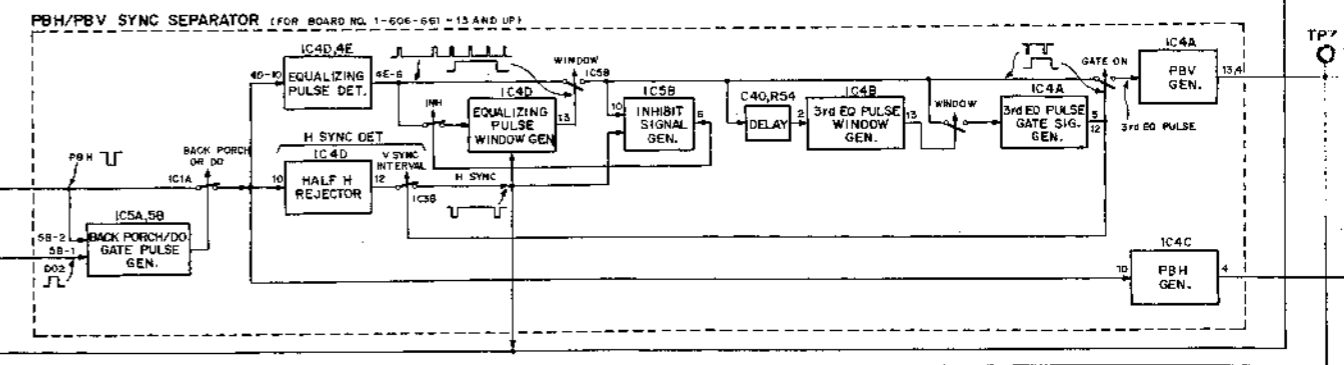 PBH/PBV SYNC SEPARATOR (FOR BOARD NO. 1-606-661-13 AND UP)
TP7
IC4D,4E
EQUALIZING
PULSE DET.
4D-10
4E-6
WINDOW
IC5B
IC4D
EQUALIZING
PULSE
WINDOW GEN
13
INH
IC5B
INHIBIT
SIGNAL
GEN.
10
6
C40,R54
DELAY
2
IC4B
3rd EQ PULSE
WINDOW
GEN.
13
WINDOW
IC4A
3rd EQ PULSE
GATE SIG.
GEN.
5
12
GATE ON
3rd EQ PULSE
IC4A
PBV
GEN.
13,4
H SYNC DET
IC4D
HALF H
REJECTOR
10
12
V SYNC
INTERVAL
IC3B
H SYNC
PBH
BACK PORCH
OR DO
IC1A
IC5A,5B
BACK PORCH/DO
GATE PULSE
GEN.
5B-2
5B-1
DO2
IC4C
PBH
GEN.
10
4